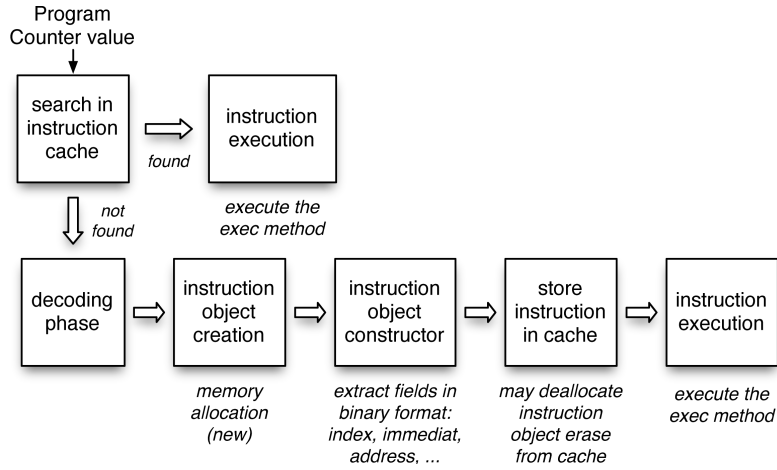 Program
Counter value
search in
instruction
cache
found
instruction
execution
execute the
exec method
not
found
decoding
phase
instruction
object
creation
memory
allocation
(new)
instruction
object
constructor
extract fields in
binary format:
index, immediat,
address, ...
store
instruction
in cache
may deallocate
instruction
object erase
from cache
instruction
execution
execute the
exec method